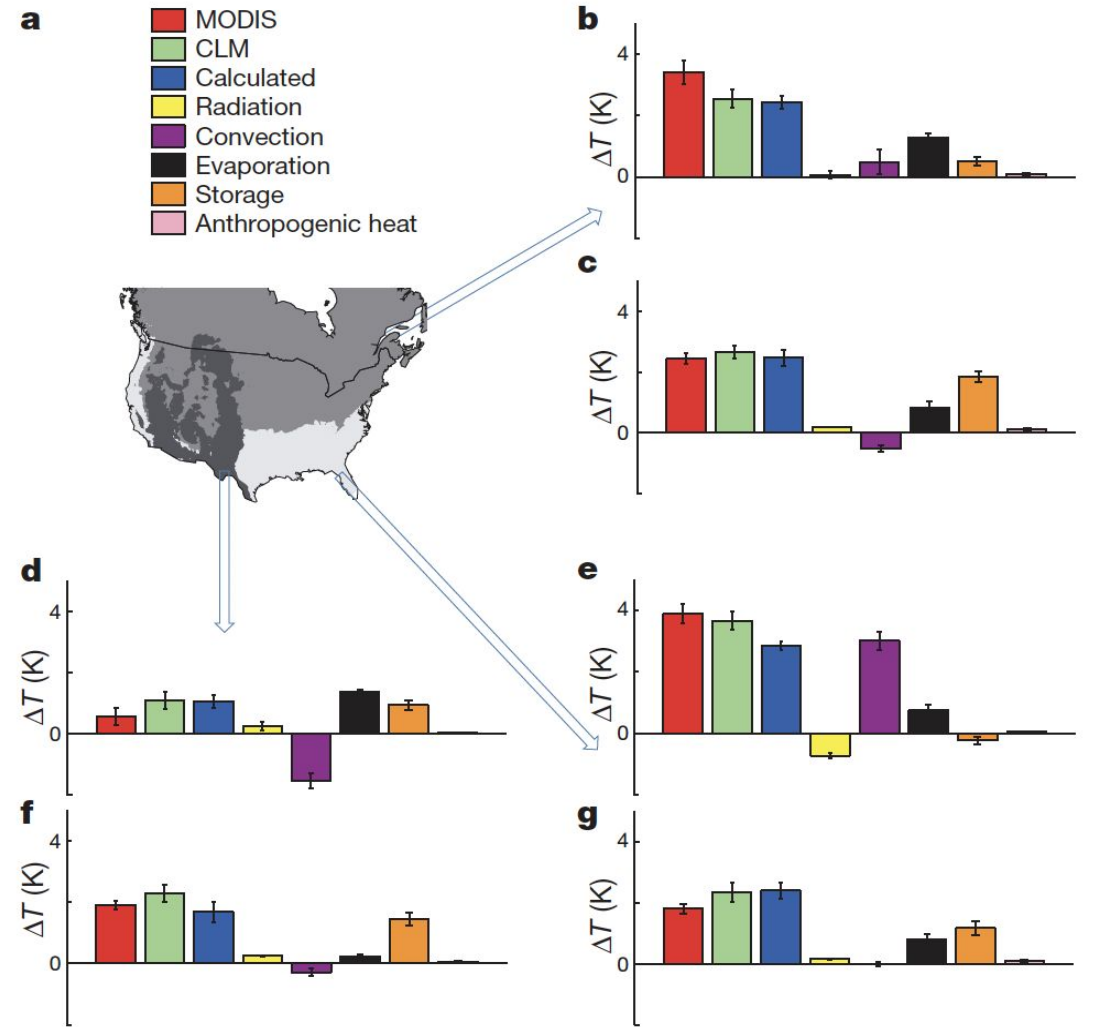 a
MODIS
CLM
Calculated
Radiation
Convection
Evaporation
Storage
Anthropogenic heat
b
4
0
ΔT (K)
c
4
0
ΔT (K)
d
4
0
ΔT (K)
e
4
0
ΔT (K)
f
4
0
ΔT (K)
g
4
0
ΔT (K)